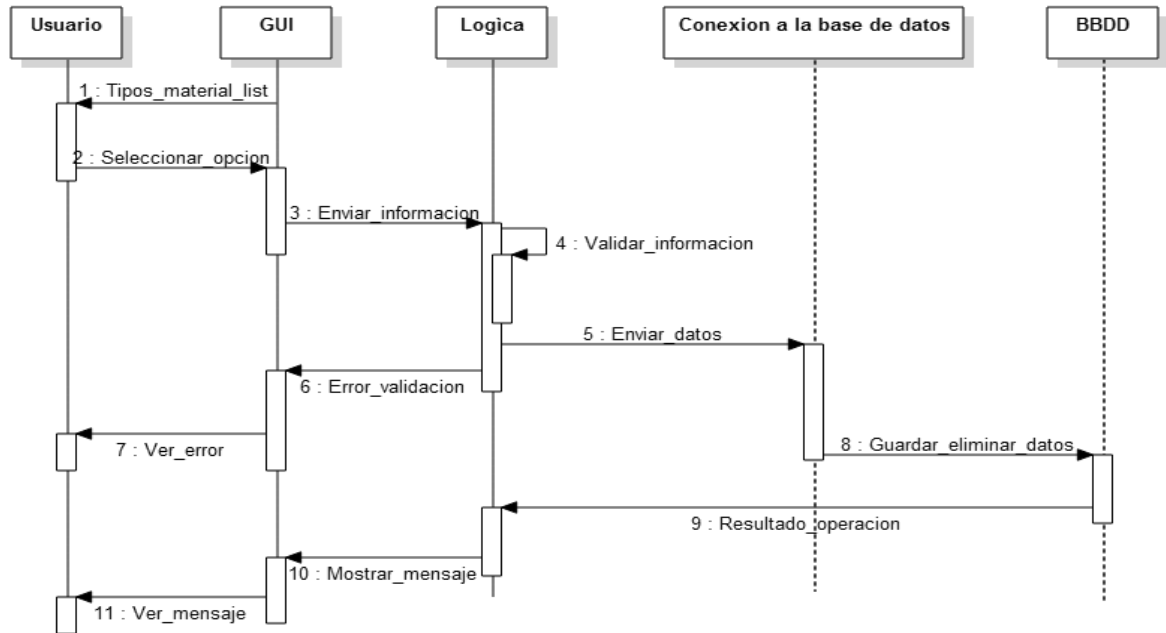 Usuario
GUI
Logica
Conexion a la base de datos
BBDD
1 : Tipos_material_list
2 : Seleccionar_opcion
3 : Enviar_informacion
4 : Validar_informacion
5 : Enviar_datos
6 : Error_validacion
7 : Ver_error
8 : Guardar_eliminar_datos
9 : Resultado_operacion
10 : Mostrar_mensaje
11 : Ver_mensaje